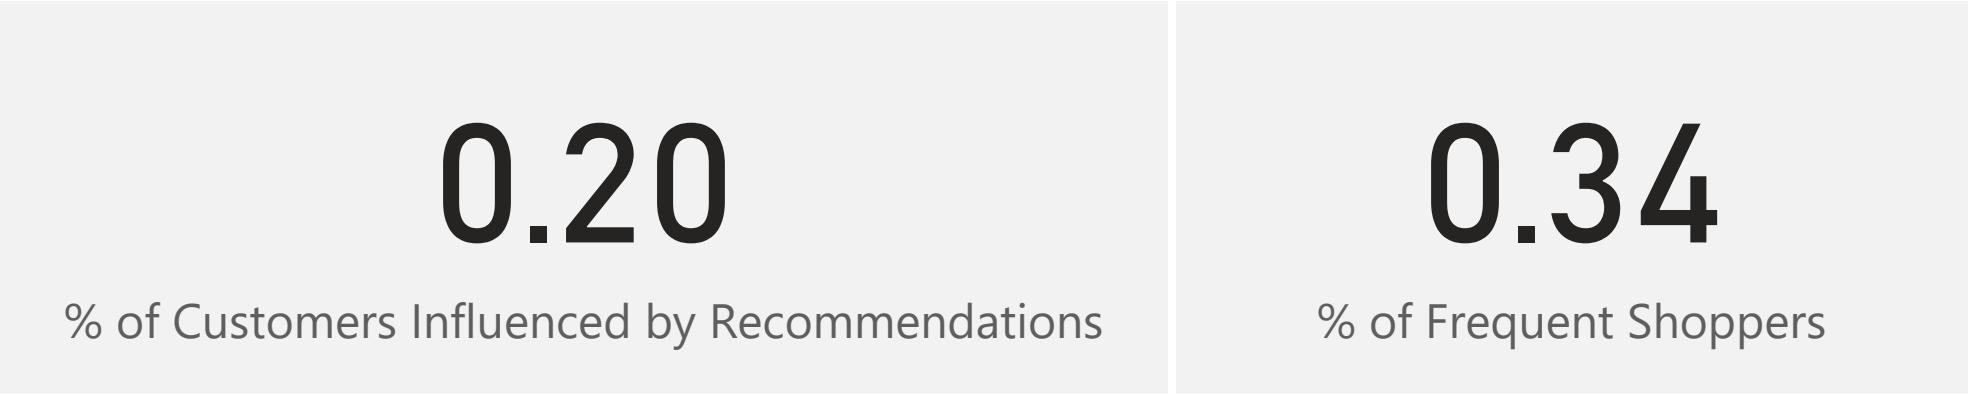 0.20
% of Customers Influenced by Recommendations
0.34
% of Frequent Shoppers